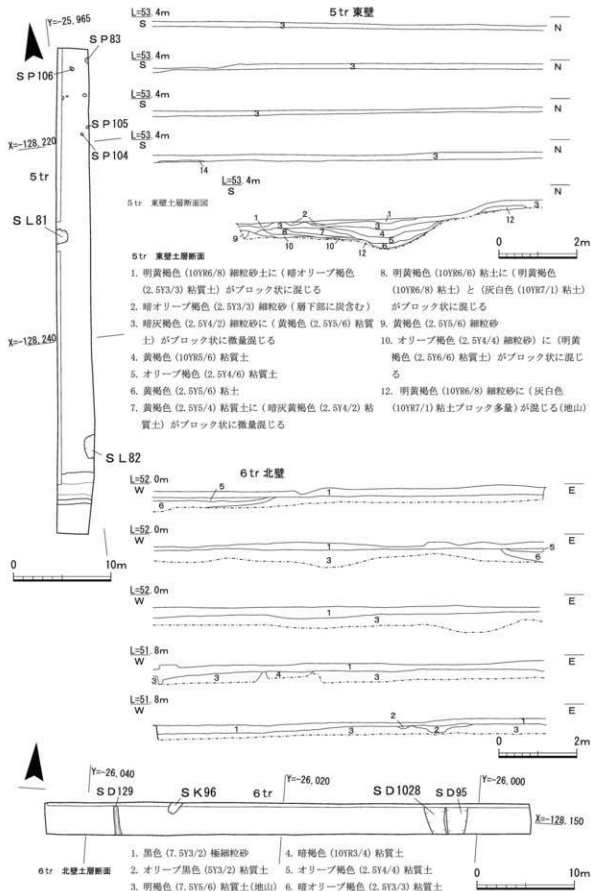 5tr 東壁
Y=-25,965
SP83
SP106
SP105
SP104
X=-128,220
5tr
SL81
X=-128,240
SL82
0 10m
L=53.4m
S
3
N
L=53.4m
S
3
N
L=53.4m
S
3
N
L=53.4m
S
3
14
N
L=53.4m
S
N
5tr 東壁土層断面図
1
2
1
3
3
8
7
4
5
6
9
10
10
12
12
0 2m
5tr 東壁土層断面
1. 明黄褐色 (10YR6/8) 細粒砂土に (暗オリーブ褐色
(2.5Y3/3) 粘質土) がブロック状に混じる
2. 暗オリーブ褐色 (2.5Y3/3) 細粒砂 (層下部に炭含む)
3. 暗灰褐色 (2.5Y4/2) 細粒砂に (黄褐色 (2.5Y5/6) 粘質
土) がブロック状に微量混じる
4. 黄褐色 (10YR5/6) 粘質土
5. オリーブ褐色 (2.5Y4/6) 粘質土
6. 黄褐色 (2.5Y5/6) 粘土
7. 黄褐色 (2.5Y5/4) 粘質土に (暗灰黄褐色 (2.5Y4/2) 粘
質土) がブロック状に微量混じる
8. 明黄褐色 (10YR6/6) 粘土に (明黄褐色
(10YR6/8) 粘土) と (灰白色 (10YR7/1) 粘土)
がブロック状に混じる
9. 黄褐色 (2.5Y5/6) 細粒砂
10. オリーブ褐色 (2.5Y4/4) 細粒砂) に (明黄
褐色 (2.5Y6/6) 粘質土) がブロック状に混じ
る
12. 明黄褐色 (10YR6/8) 細粒砂に (灰白色
(10YR7/1) 粘土ブロック多量) が混じる (地山)
6tr 北壁
L=52.0m
W
5
1
6
E
L=52.0m
W
1
3
5
6
E
L=52.0m
W
1
3
E
L=51.8m
W
1
3
3
4
3
E
L=51.8m
W
1
3
2
2
1
3
E
0 2m
Y=-26,040
SD129
SK96
6tr
Y=-26,020
SD1028
SD95
Y=-26,000
X=-128,150
6tr 北壁土層断面
1. 黒色 (7.5Y3/2) 極細粒砂
2. オリーブ黒色 (5Y3/2) 粘質土
3. 明褐色 (7.5Y5/6) 粘質土(地山)
4. 暗褐色 (10YR3/4) 粘質土
5. オリーブ褐色 (2.5Y4/4) 粘質土
6. 暗オリーブ褐色 (2.5Y3/3) 粘質土
0 10m